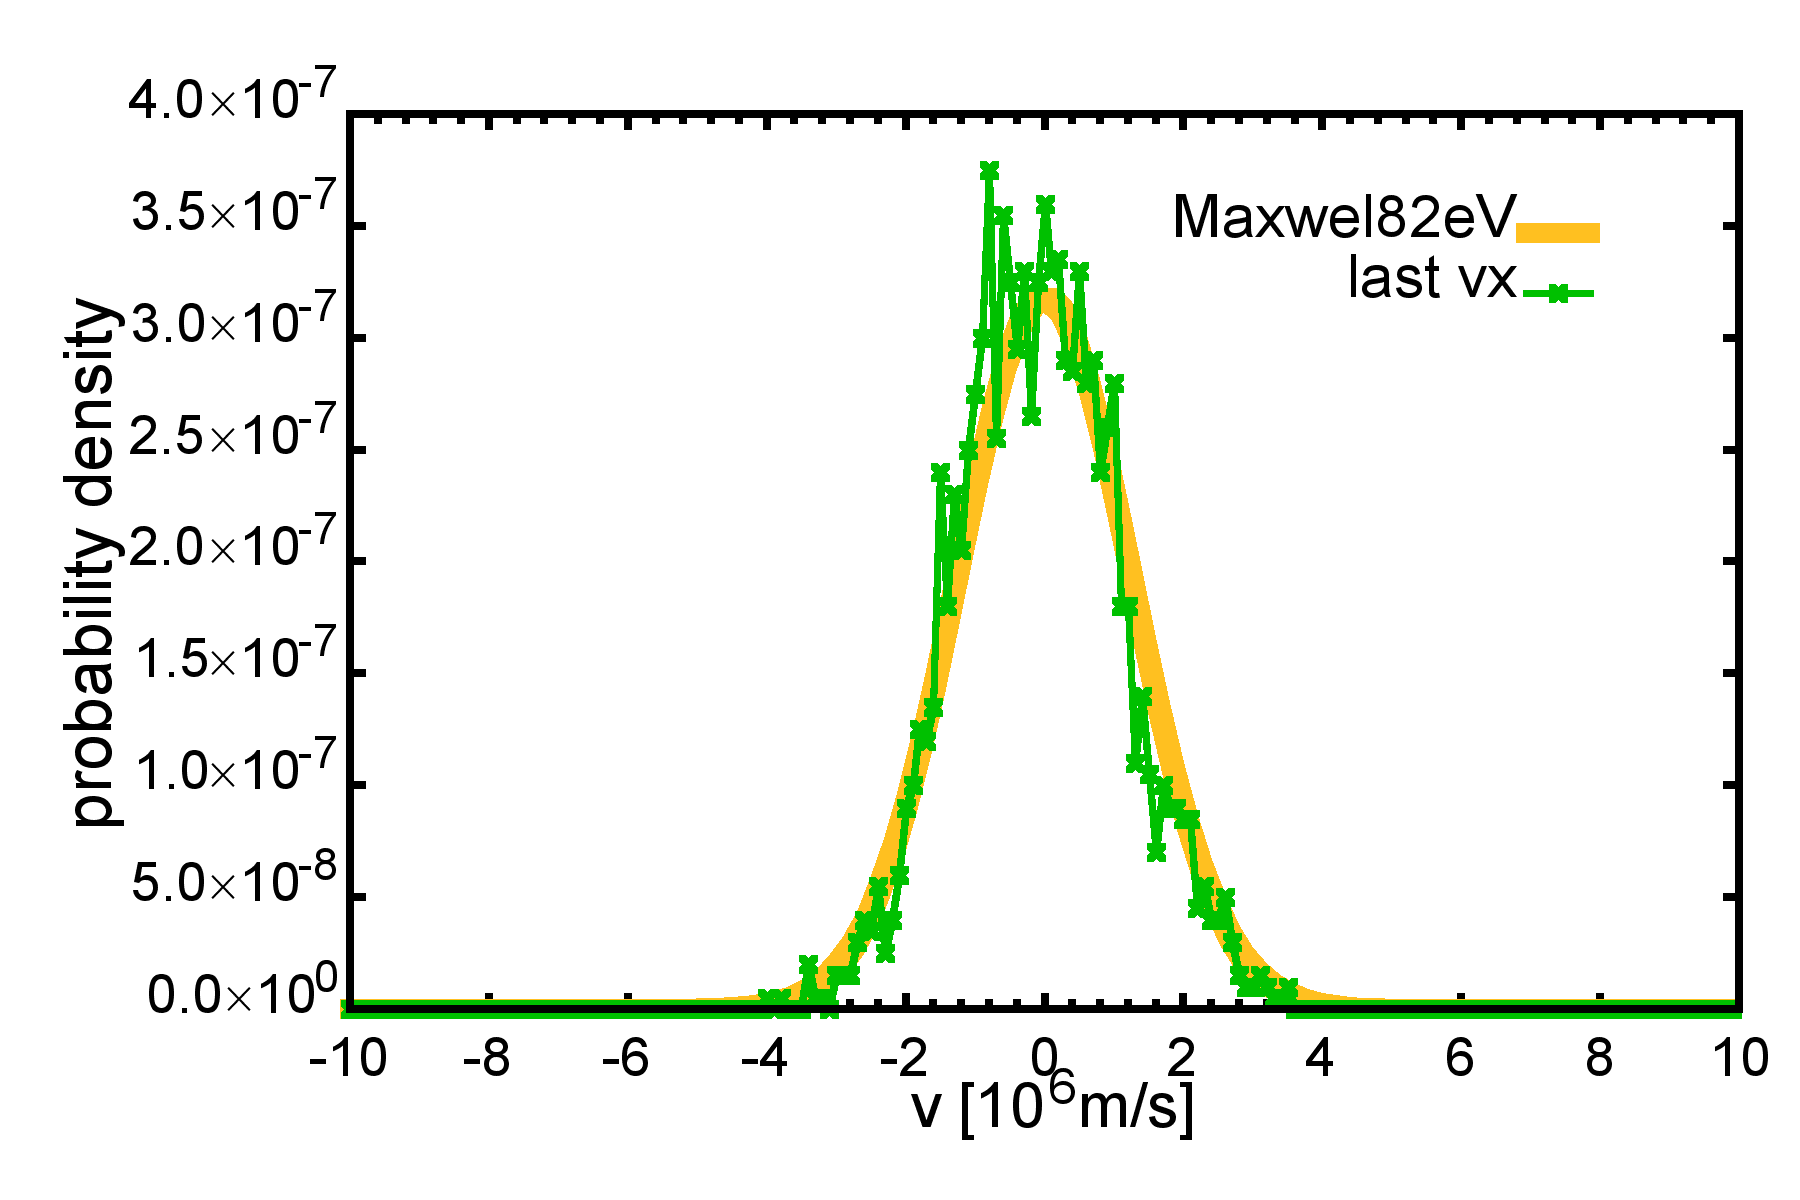 4.0×10⁻⁷
3.5×10⁻⁷
3.0×10⁻⁷
2.5×10⁻⁷
2.0×10⁻⁷
1.5×10⁻⁷
1.0×10⁻⁷
5.0×10⁻⁸
0.0×10⁰
probability density
Maxwel82eV
last vx
-10 -8 -6 -4 -2 0 2 4 6 8 10
v [10⁶m/s]